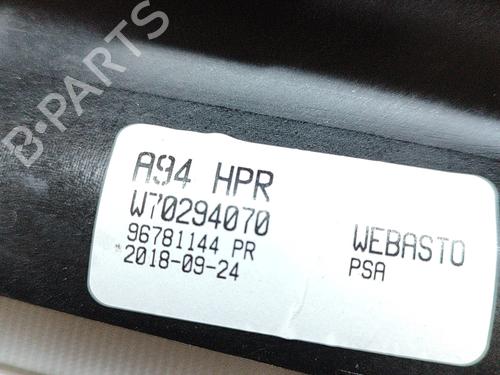 B-PARTS
A94 HPR
W70294070
96781144 PR
2018-09-24
WEBASTO
PSA